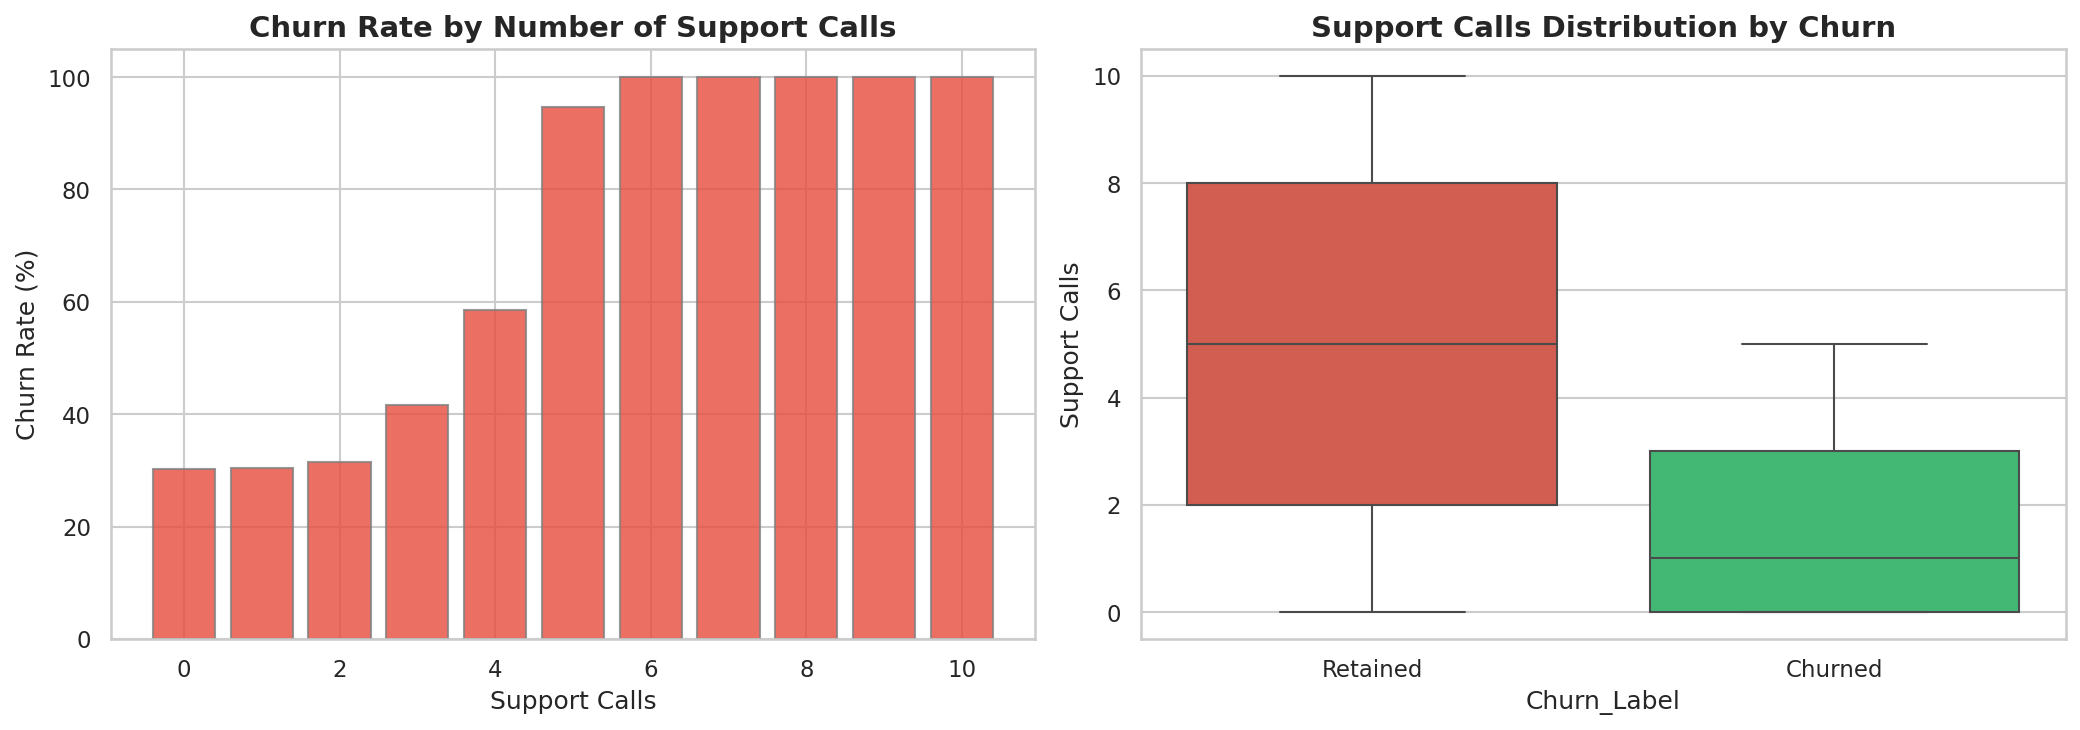 Churn Rate by Number of Support Calls
Churn Rate (%)
100
80
60
40
20
0
0 2 4 6 8 10
Support Calls
Support Calls Distribution by Churn
Support Calls
10
8
6
4
2
0
Retained Churned
Churn_Label